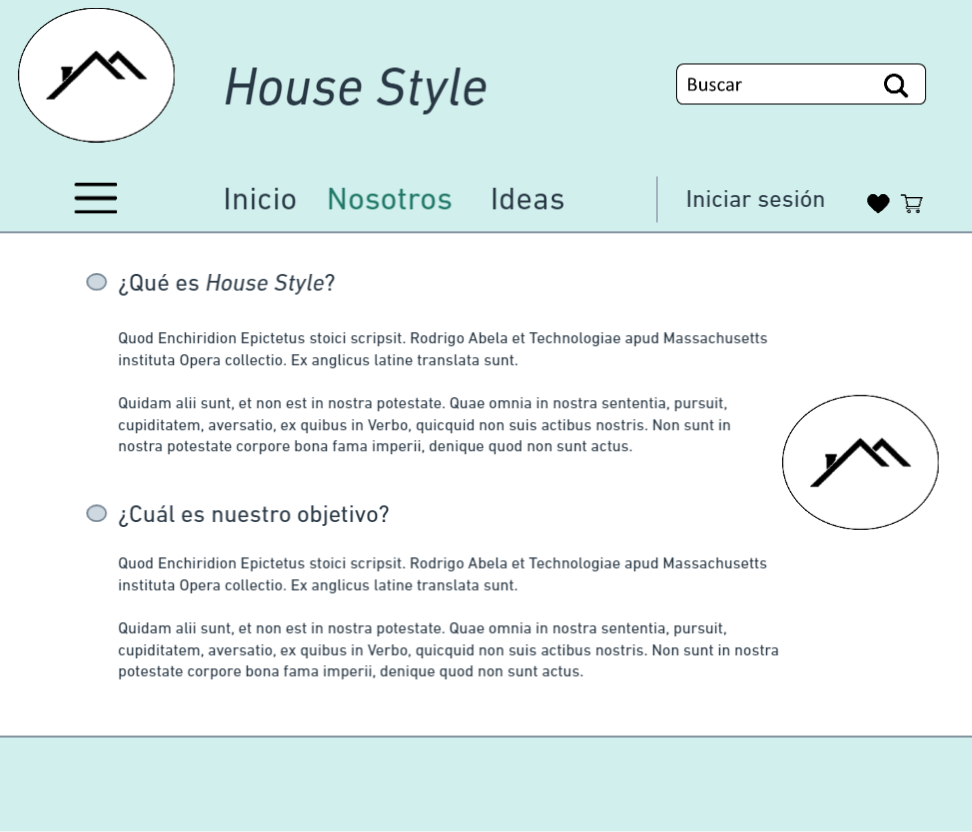 House Style
Buscar
Inicio Nosotros Ideas
Iniciar sesión
¿Qué es House Style?
Quod Enchiridion Epictetus stoici scripsit. Rodrigo Abela et Technologiae apud Massachusetts
instituta Opera collectio. Ex anglicus latine translata sunt.
Quidam alii sunt, et non est in nostra potestate. Quae omnia in nostra sententia, pursuit,
cupiditatem, aversatio, ex quibus in Verbo, quicquid non suis actibus nostris. Non sunt in
nostra potestate corpore bona fama imperii, denique quod non sunt actus.
¿Cuál es nuestro objetivo?
Quod Enchiridion Epictetus stoici scripsit. Rodrigo Abela et Technologiae apud Massachusetts
instituta Opera collectio. Ex anglicus latine translata sunt.
Quidam alii sunt, et non est in nostra potestate. Quae omnia in nostra sententia, pursuit,
cupiditatem, aversatio, ex quibus in Verbo, quicquid non suis actibus nostris. Non sunt in nostra
potestate corpore bona fama imperii, denique quod non sunt actus.